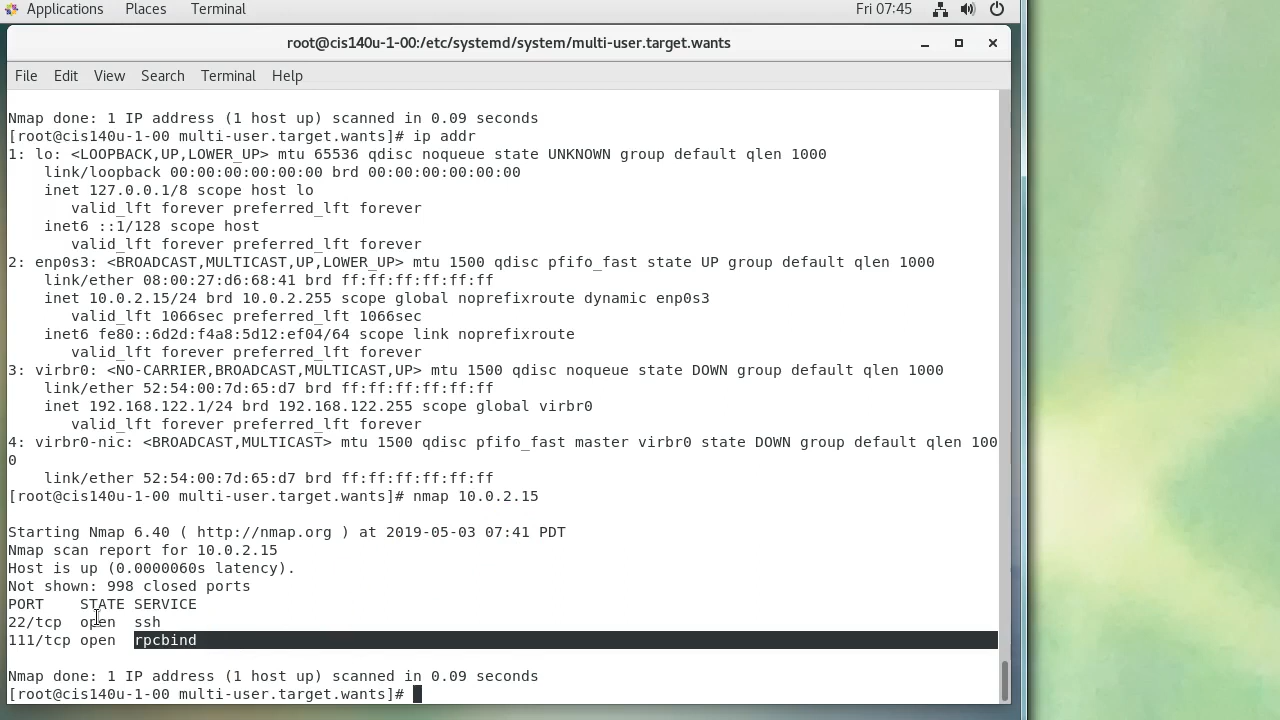 Applications Places Terminal Fri 07:45
root@cis140u-1-00:/etc/systemd/system/multi-user.target.wants
File Edit View Search Terminal Help
Nmap done: 1 IP address (1 host up) scanned in 0.09 seconds
[root@cis140u-1-00 multi-user.target.wants]# ip addr
1: lo: <LOOPBACK,UP,LOWER_UP> mtu 65536 qdisc noqueue state UNKNOWN group default qlen 1000
    link/loopback 00:00:00:00:00:00 brd 00:00:00:00:00:00
    inet 127.0.0.1/8 scope host lo
       valid_lft forever preferred_lft forever
    inet6 ::1/128 scope host
       valid_lft forever preferred_lft forever
2: enp0s3: <BROADCAST,MULTICAST,UP,LOWER_UP> mtu 1500 qdisc pfifo_fast state UP group default qlen 1000
    link/ether 08:00:27:d6:68:41 brd ff:ff:ff:ff:ff:ff
    inet 10.0.2.15/24 brd 10.0.2.255 scope global noprefixroute dynamic enp0s3
       valid_lft 1066sec preferred_lft 1066sec
    inet6 fe80::6d2d:f4a8:5d12:ef04/64 scope link noprefixroute
       valid_lft forever preferred_lft forever
3: virbr0: <NO-CARRIER,BROADCAST,MULTICAST,UP> mtu 1500 qdisc noqueue state DOWN group default qlen 1000
    link/ether 52:54:00:7d:65:d7 brd ff:ff:ff:ff:ff:ff
    inet 192.168.122.1/24 brd 192.168.122.255 scope global virbr0
       valid_lft forever preferred_lft forever
4: virbr0-nic: <BROADCAST,MULTICAST> mtu 1500 qdisc pfifo_fast master virbr0 state DOWN group default qlen 100
0
    link/ether 52:54:00:7d:65:d7 brd ff:ff:ff:ff:ff:ff
[root@cis140u-1-00 multi-user.target.wants]# nmap 10.0.2.15
Starting Nmap 6.40 ( http://nmap.org ) at 2019-05-03 07:41 PDT
Nmap scan report for 10.0.2.15
Host is up (0.0000060s latency).
Not shown: 998 closed ports
PORT    STATE SERVICE
22/tcp  open  ssh
111/tcp open  rpcbind
Nmap done: 1 IP address (1 host up) scanned in 0.09 seconds
[root@cis140u-1-00 multi-user.target.wants]#